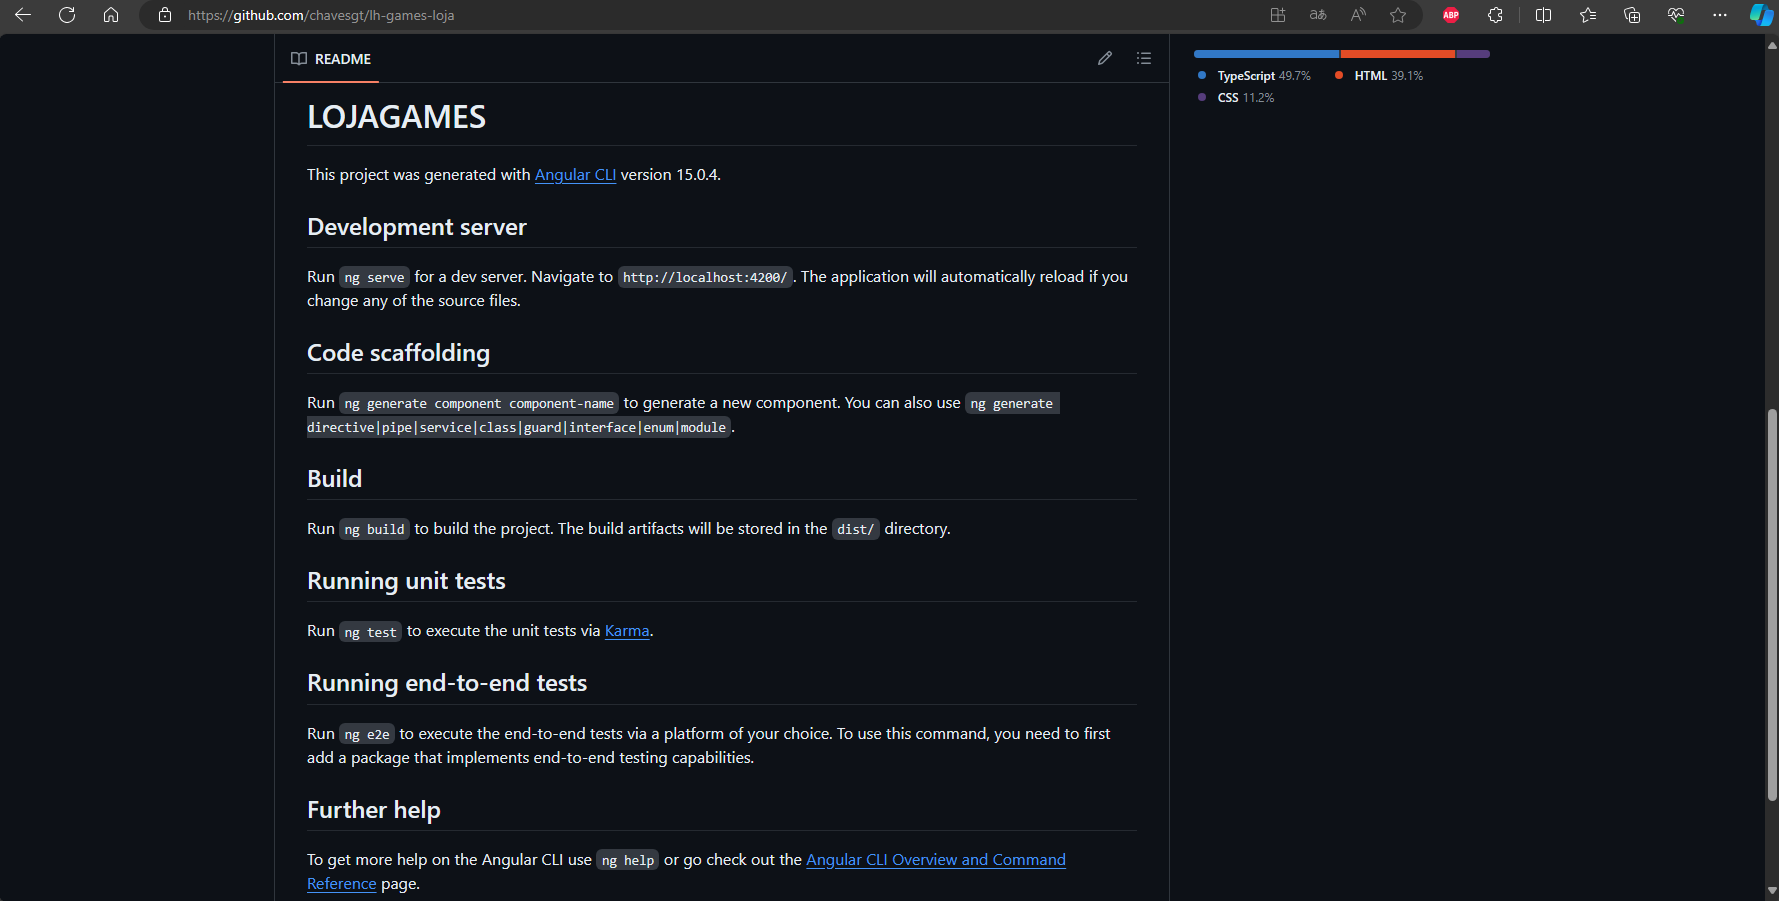 https://github.com/chavesgt/lh-games-loja
aあ
A
ABP
README
LOJAGAMES
This project was generated with Angular CLI version 15.0.4.
Development server
Run ng serve for a dev server. Navigate to http://localhost:4200/. The application will automatically reload if you
change any of the source files.
Code scaffolding
Run ng generate component component-name to generate a new component. You can also use ng generate
directive|pipe|service|class|guard|interface|enum|module.
Build
Run ng build to build the project. The build artifacts will be stored in the dist/ directory.
Running unit tests
Run ng test to execute the unit tests via Karma.
Running end-to-end tests
Run ng e2e to execute the end-to-end tests via a platform of your choice. To use this command, you need to first
add a package that implements end-to-end testing capabilities.
Further help
To get more help on the Angular CLI use ng help or go check out the Angular CLI Overview and Command
Reference page.
TypeScript 49.7%
HTML 39.1%
CSS 11.2%